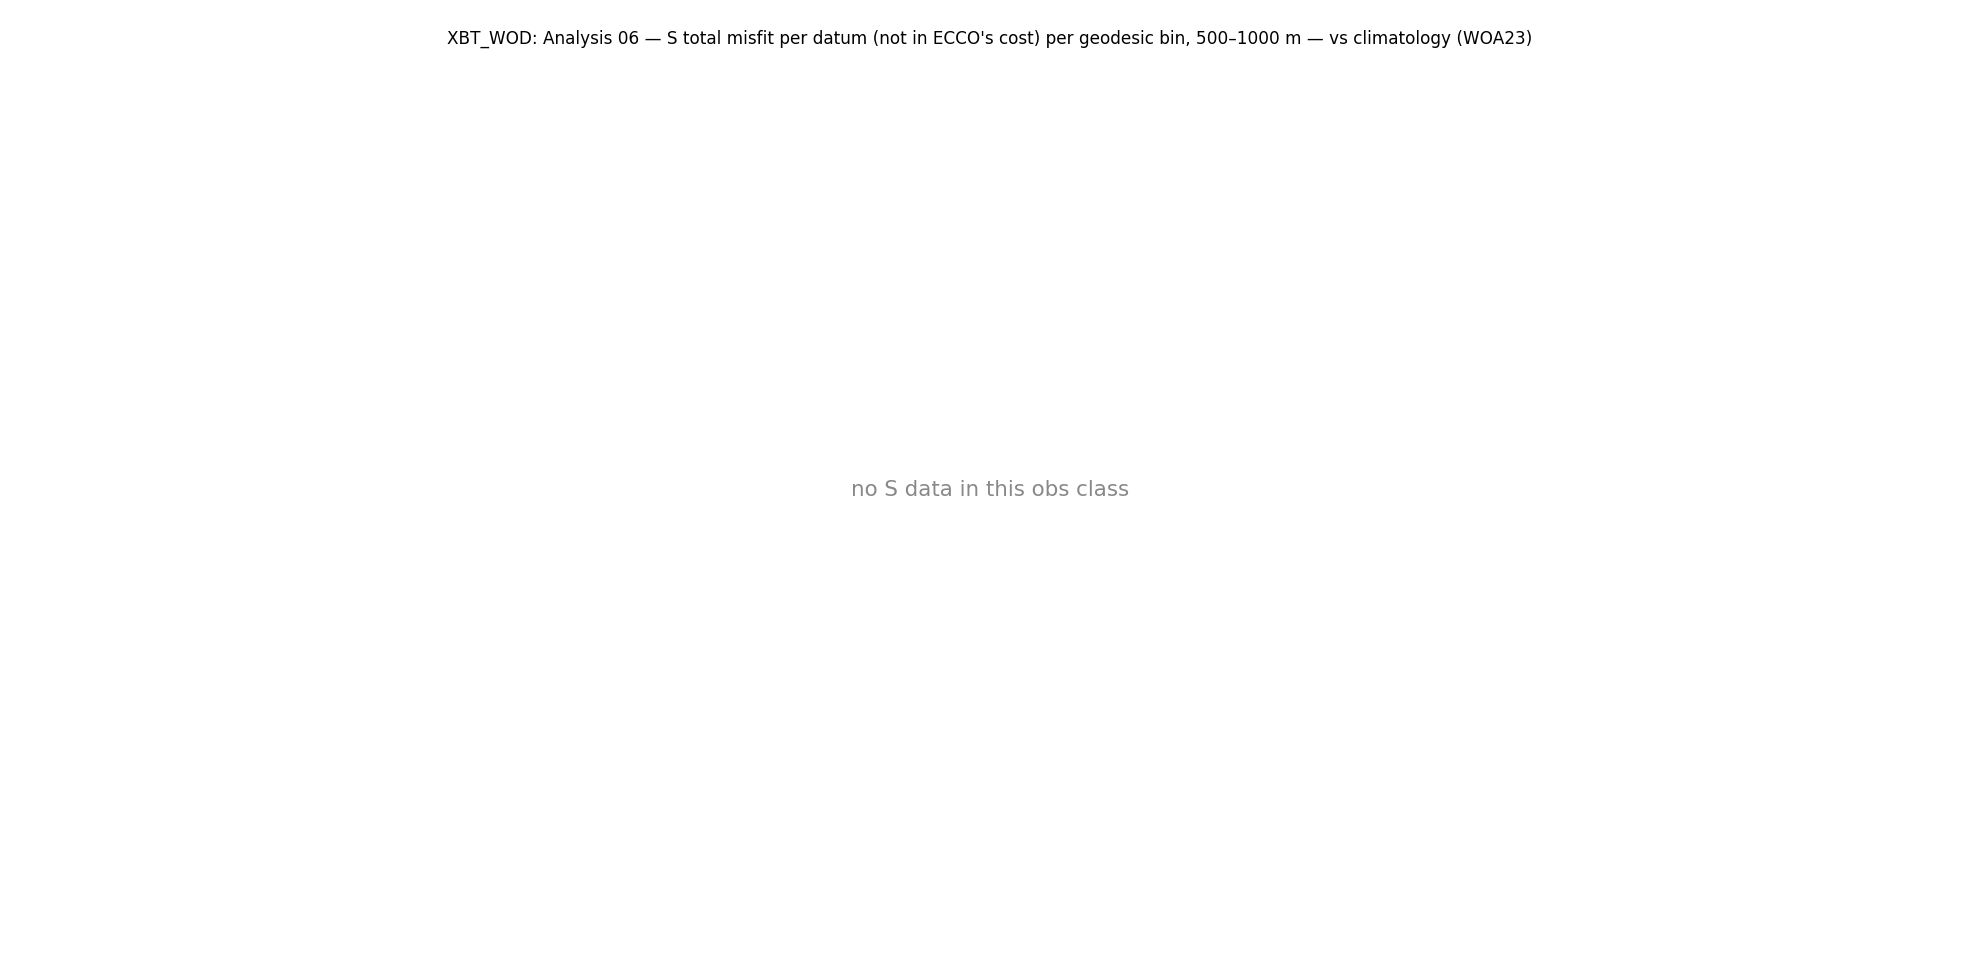 XBT_WOD: Analysis 06 — S total misfit per datum (not in ECCO's cost) per geodesic bin, 500–1000 m — vs climatology (WOA23)
no S data in this obs class